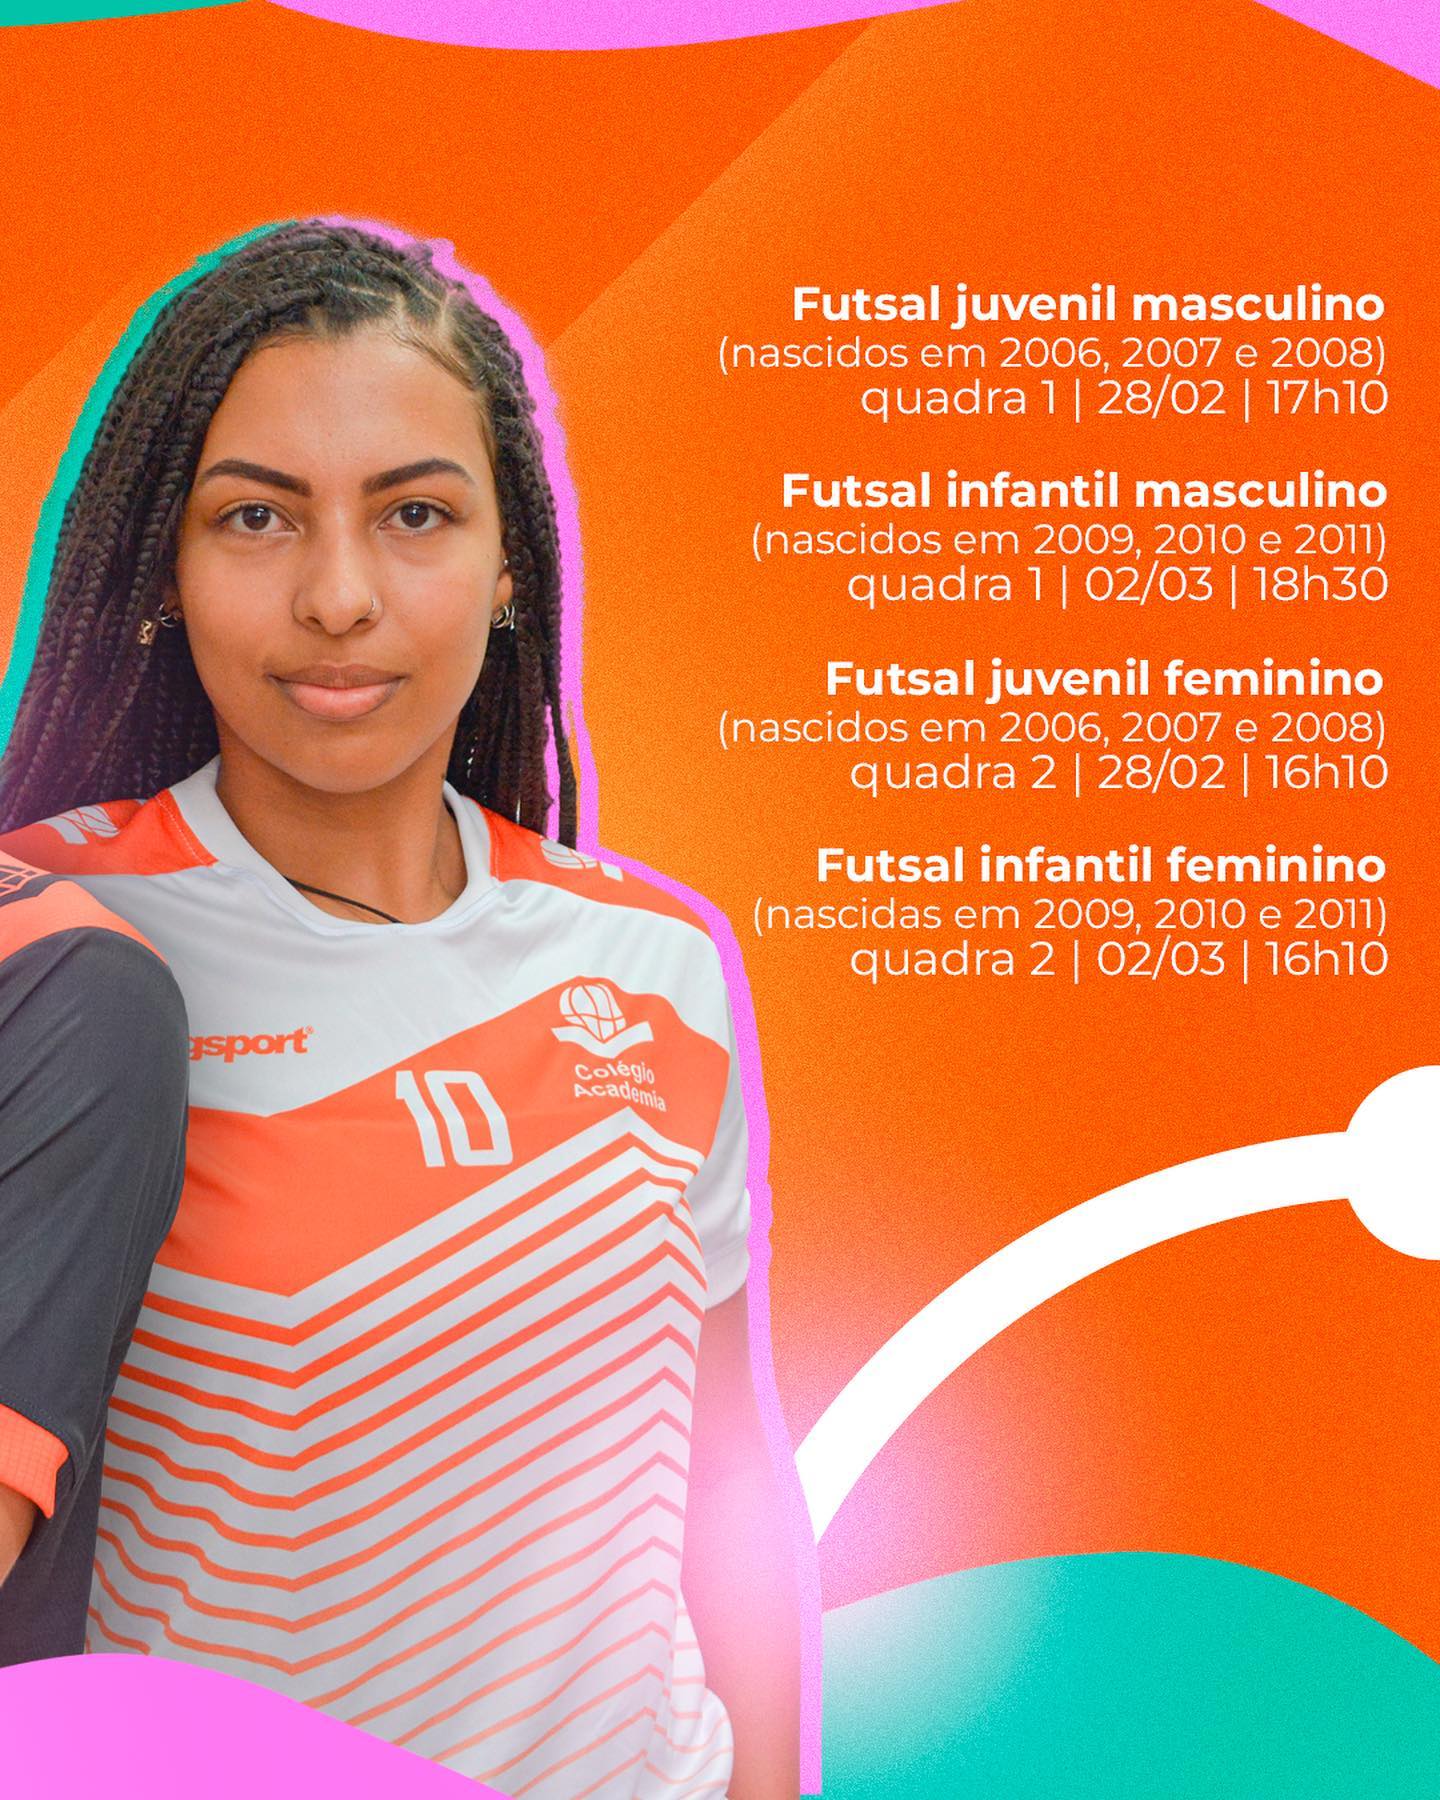 Futsal juvenil masculino
(nascidos em 2006, 2007 e 2008)
quadra 1 | 28/02 | 17h10
Futsal infantil masculino
(nascidos em 2009, 2010 e 2011)
quadra 1 | 02/03 | 18h30
Futsal juvenil feminino
(nascidos em 2006, 2007 e 2008)
quadra 2 | 28/02 | 16h10
Futsal infantil feminino
(nascidas em 2009, 2010 e 2011)
quadra 2 | 02/03 | 16h10
gsport®
10
Colégio
Academia